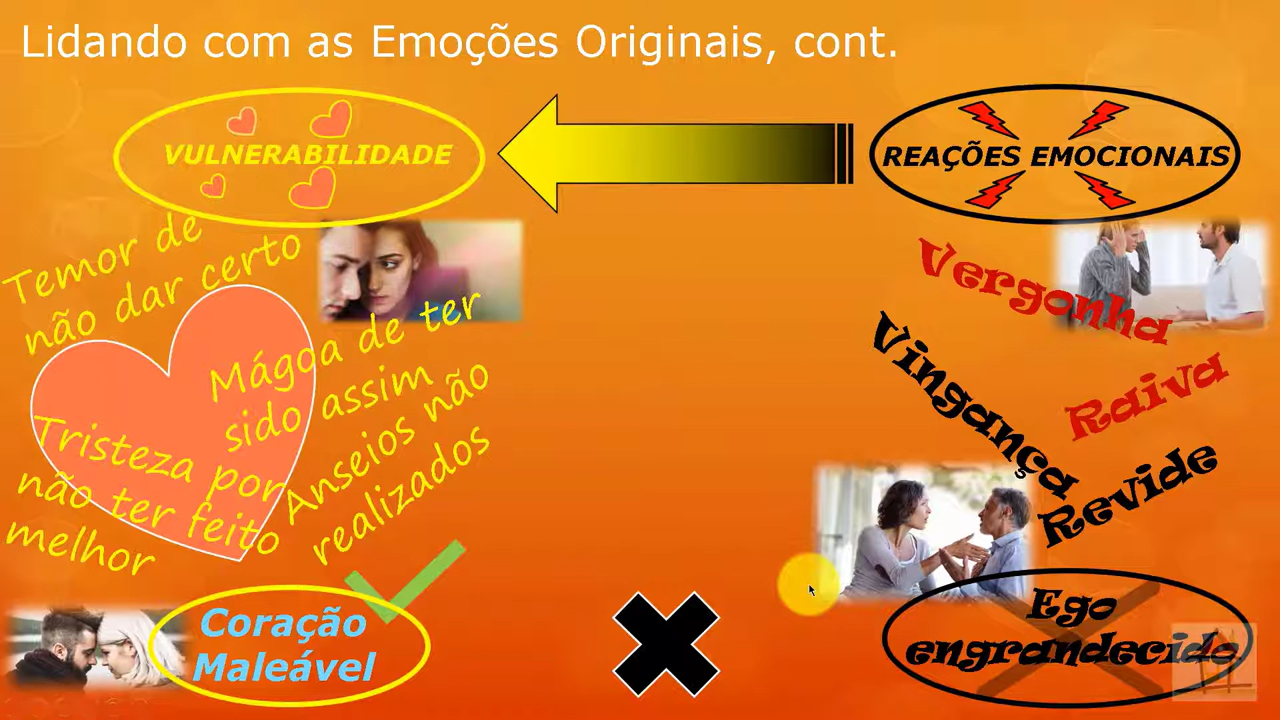 Lidando com as Emoções Originais, cont.
VULNERABILIDADE
REAÇÕES EMOCIONAIS
Temor de
não dar certo
Mágoa de ter
sido assim
Tristeza por
não ter feito
melhor
Anseios não
realizados
Vergonha
Vingança
Raiva
Revide
Coração
Maleável
Ego
engrandecido